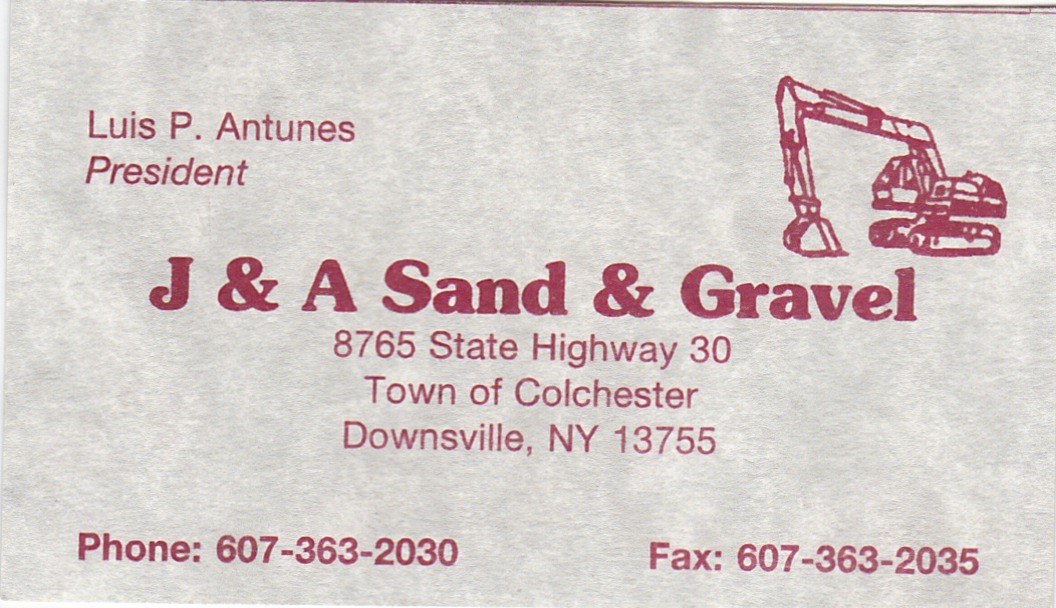 Luis P. Antunes
President
J & A Sand & Gravel
8765 State Highway 30
Town of Colchester
Downsville, NY 13755
Phone: 607-363-2030
Fax: 607-363-2035